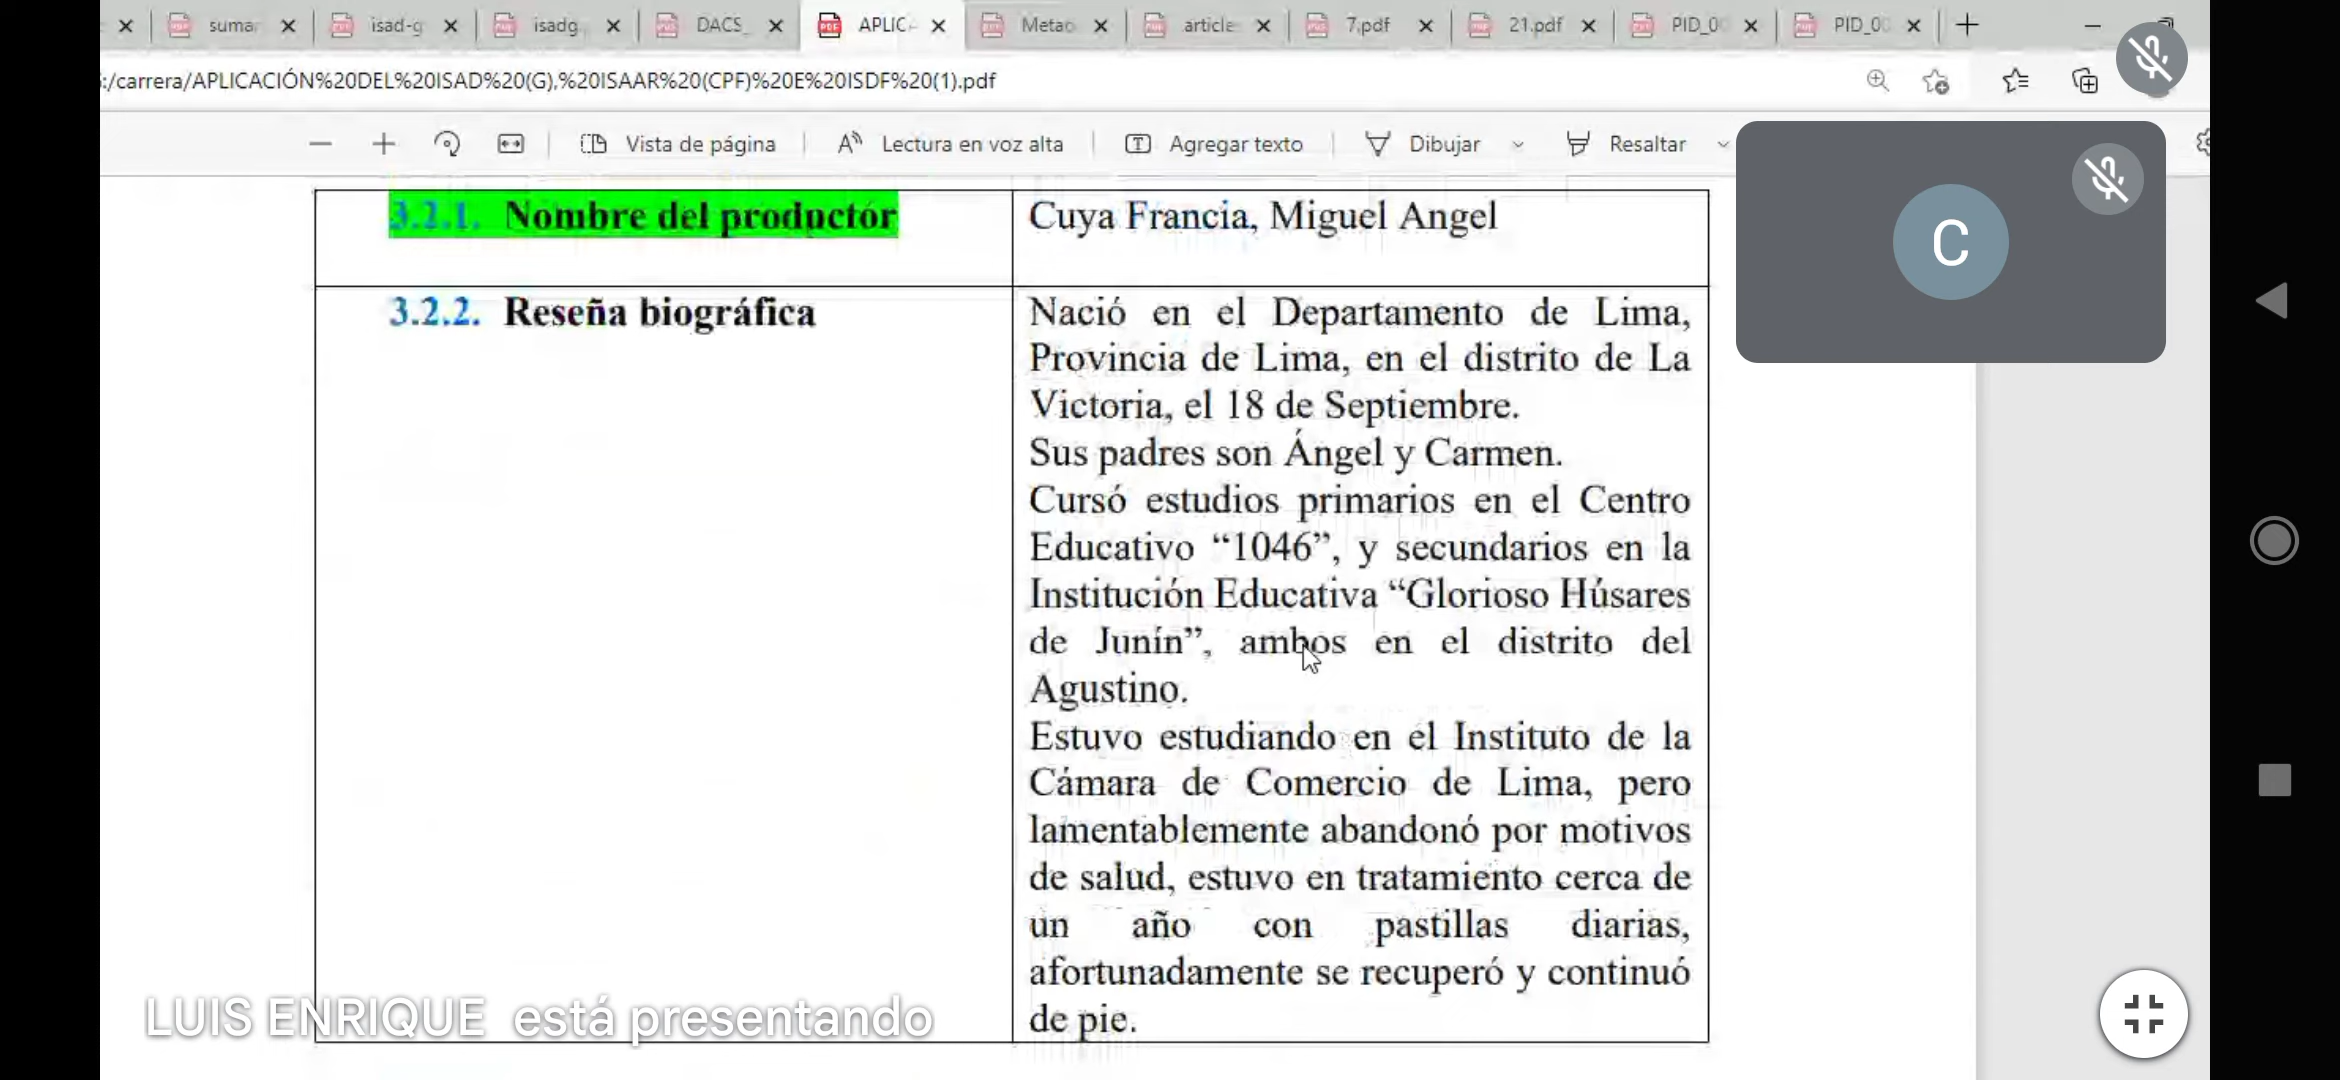 suma isad-g isadg. DACS_ APLIC Metao article 7.pdf 21.pdf PID_0 PID_0
:/carrera/APLICACIÓN%20DEL%20ISAD%20(G),%20ISAAR%20(CPF)%20E%20ISDF%20(1).pdf
Vista de página Lectura en voz alta Agregar texto Dibujar Resaltar
3.2.1. Nombre del productor
Cuya Francia, Miguel Angel
C
3.2.2. Reseña biográfica
Nació en el Departamento de Lima,
Provincia de Lima, en el distrito de La
Victoria, el 18 de Septiembre.
Sus padres son Ángel y Carmen.
Cursó estudios primarios en el Centro
Educativo “1046”, y secundarios en la
Institución Educativa “Glorioso Húsares
de Junín”, ambos en el distrito del
Agustino.
Estuvo estudiando en el Instituto de la
Cámara de Comercio de Lima, pero
lamentablemente abandonó por motivos
de salud, estuvo en tratamiento cerca de
un año con pastillas diarias,
afortunadamente se recuperó y continuó
de pie.
LUIS ENRIQUE está presentando